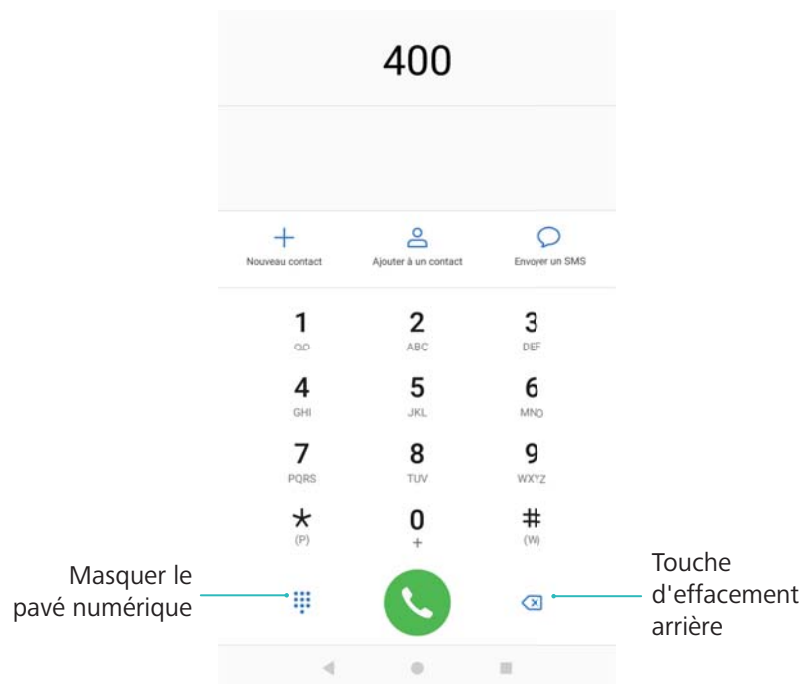 400
Nouveau contact Ajouter à un contact Envoyer un SMS
1 2 3
ABC DEF
4 5 6
GHI JKL MNO
7 8 9
PQRS TUV WXYZ
* 0 #
(P) + (W)
Masquer le
pavé numérique
Touche
d'effacement
arrière